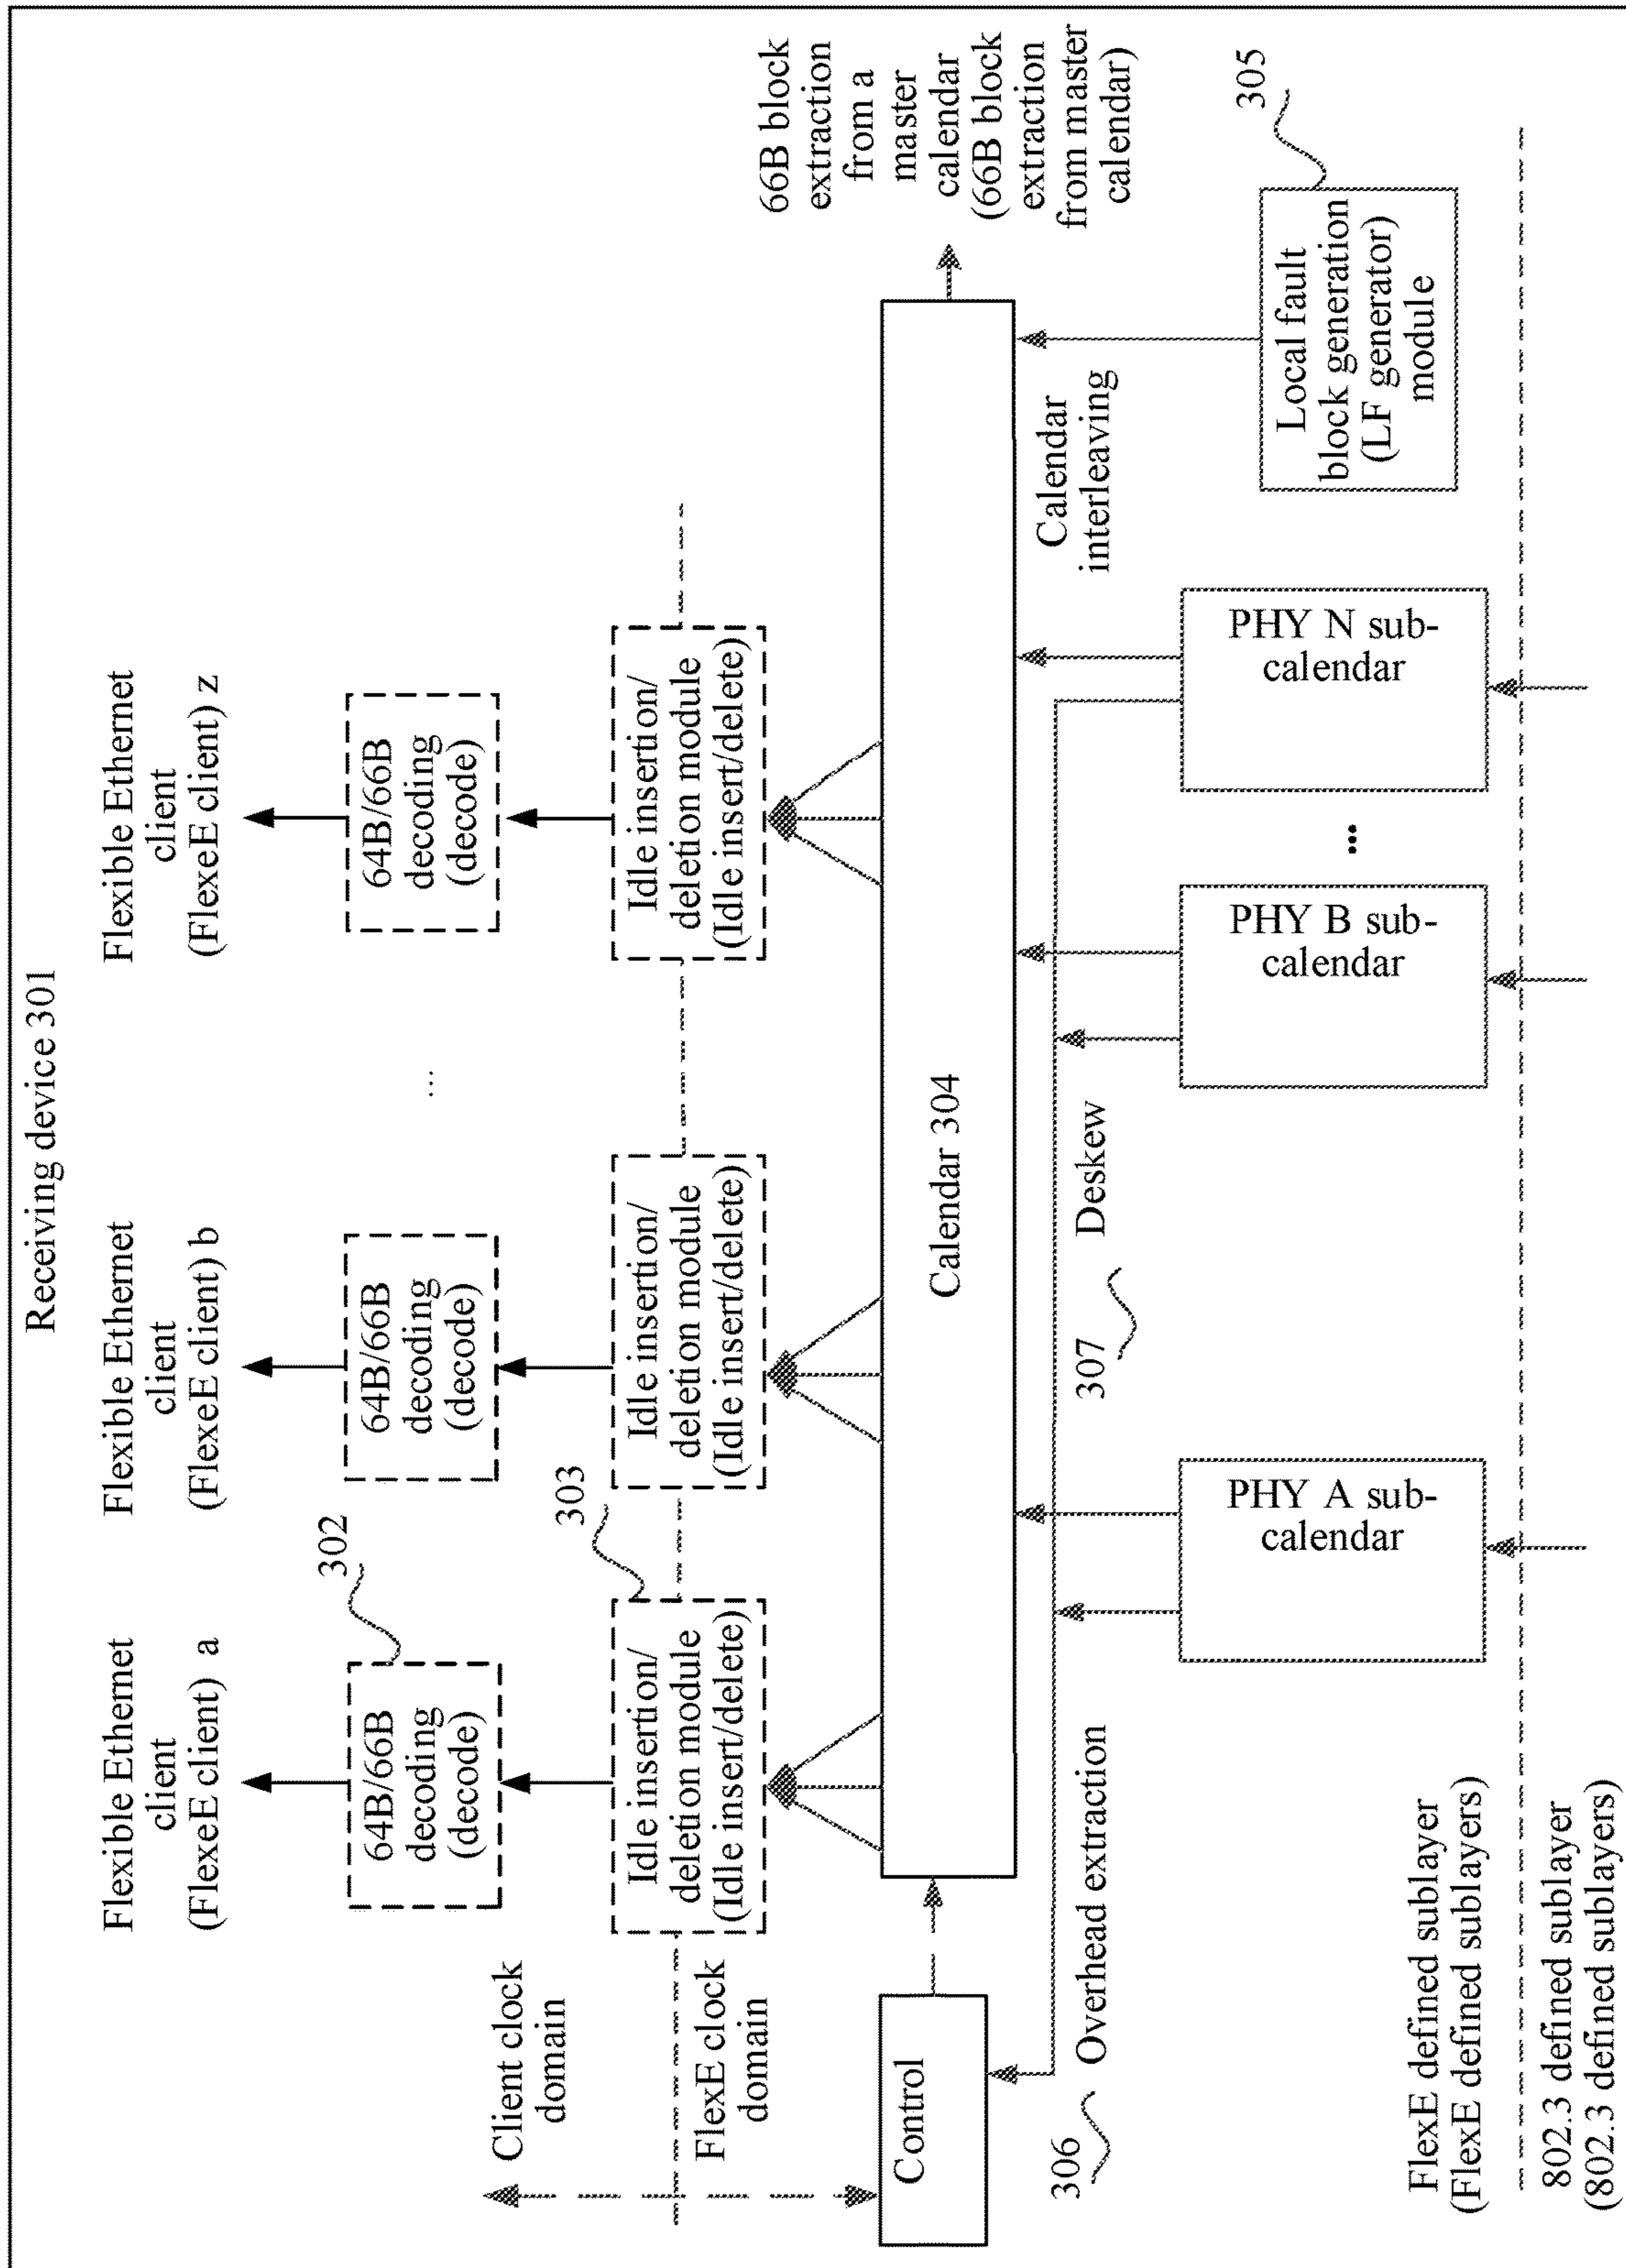 Receiving device 301
Flexible Ethernet
client
(FlexeE client) a
Flexible Ethernet
client
(FlexeE client) b
Flexible Ethernet
client
(FlexeE client) z
302
64B/66B
decoding
(decode)
64B/66B
decoding
(decode)
...
64B/66B
decoding
(decode)
Client clock
domain
303
Idle insertion/
deletion module
(Idle insert/delete)
Idle insertion/
deletion module
(Idle insert/delete)
Idle insertion/
deletion module
(Idle insert/delete)
FlexE clock
domain
66B block
extraction
from a
master
calendar
(66B block
extraction
from master
calendar)
Control
Calendar 304
306
Overhead extraction
307
Deskew
Calendar
interleaving
305
PHY A sub-
calendar
PHY B sub-
calendar
...
PHY N sub-
calendar
Local fault
block generation
(LF generator)
module
FlexE defined sublayer
(FlexE defined sublayers)
802.3 defined sublayer
(802.3 defined sublayers)